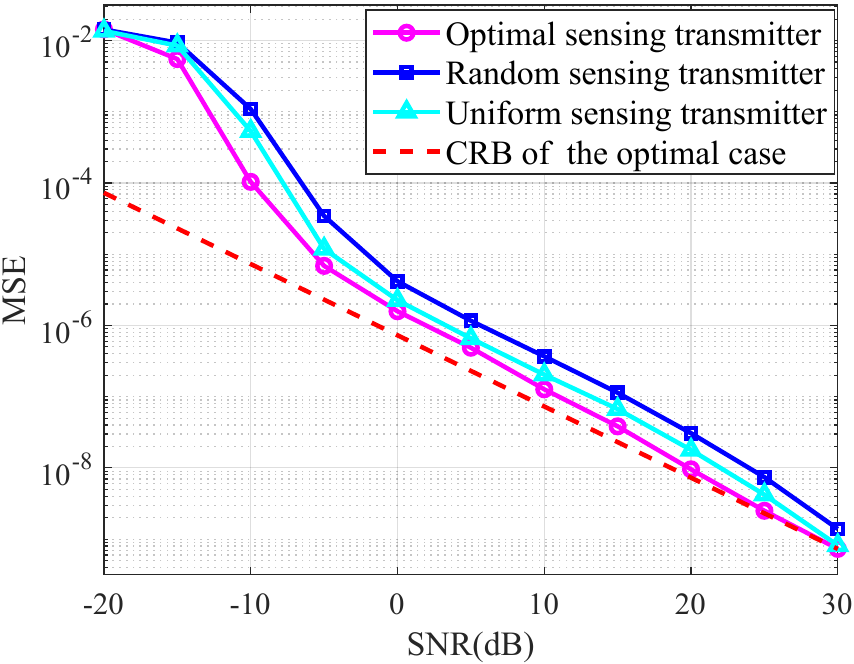 10^-2
10^-4
10^-6
10^-8
MSE
Optimal sensing transmitter
Random sensing transmitter
Uniform sensing transmitter
CRB of the optimal case
-20 -10 0 10 20 30
SNR(dB)